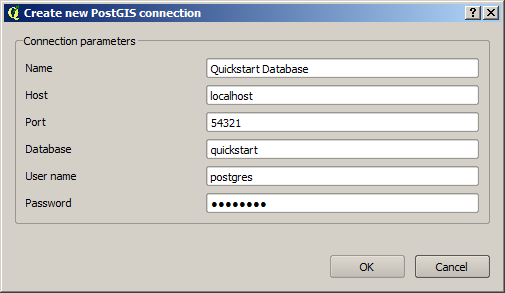 Create new PostGIS connection
Connection parameters
Name Quickstart Database
Host localhost
Port 54321
Database quickstart
User name postgres
Password ●●●●●●●●
OK Cancel